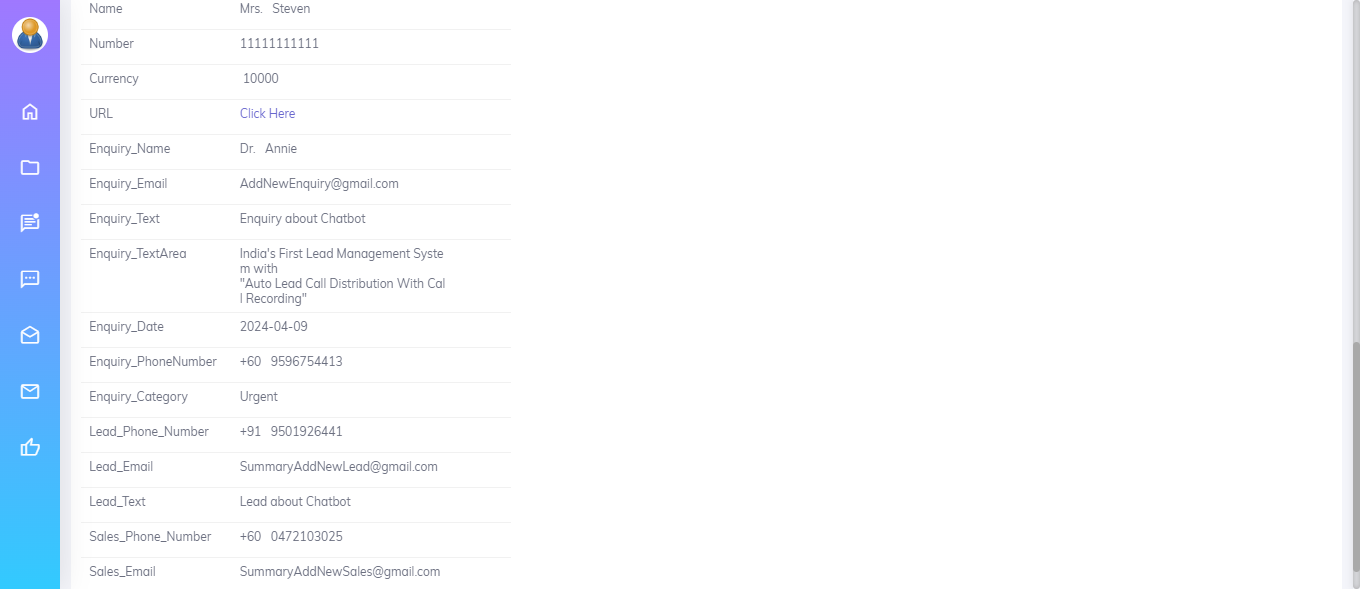 Name Mrs. Steven
Number 11111111111
Currency 10000
URL Click Here
Enquiry_Name Dr. Annie
Enquiry_Email AddNewEnquiry@gmail.com
Enquiry_Text Enquiry about Chatbot
Enquiry_TextArea India's First Lead Management Syste
m with
"Auto Lead Call Distribution With Cal
l Recording"
Enquiry_Date 2024-04-09
Enquiry_PhoneNumber +60 9596754413
Enquiry_Category Urgent
Lead_Phone_Number +91 9501926441
Lead_Email SummaryAddNewLead@gmail.com
Lead_Text Lead about Chatbot
Sales_Phone_Number +60 0472103025
Sales_Email SummaryAddNewSales@gmail.com